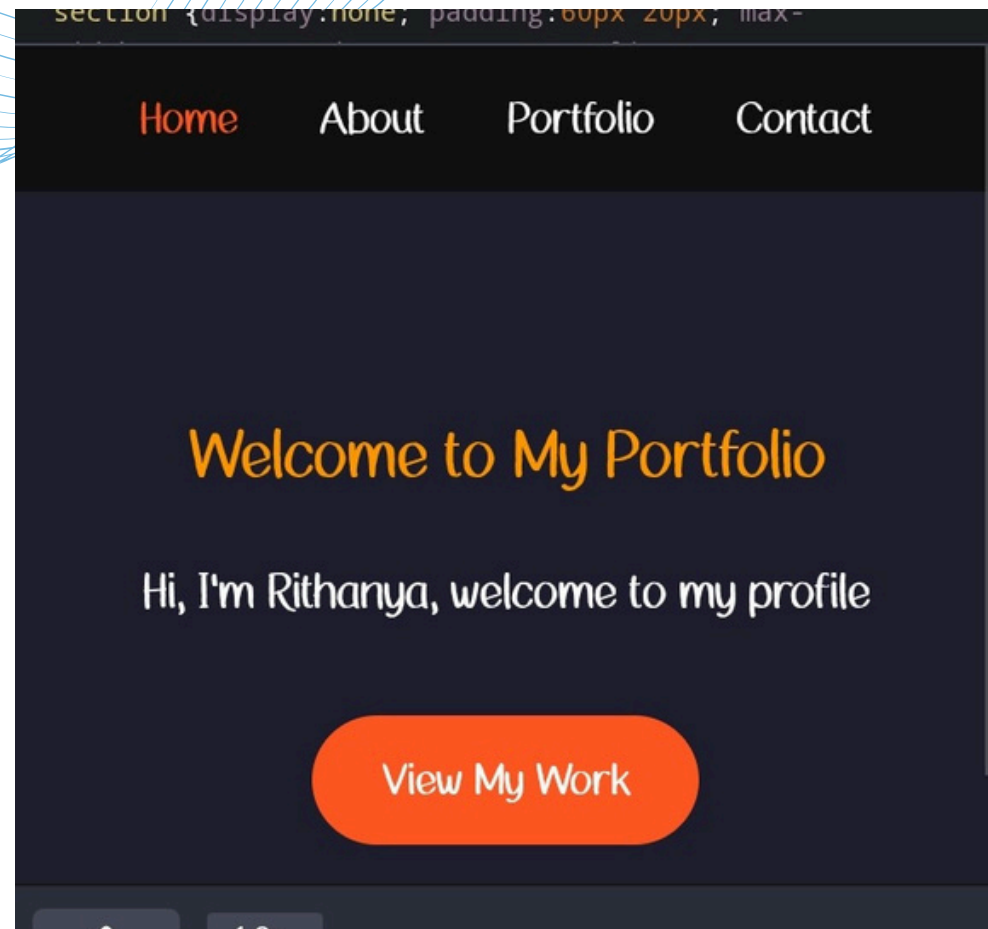 section {display:none; padding:60px 20px; max-
Home About Portfolio Contact
Welcome to My Portfolio
Hi, I'm Rithanya, welcome to my profile
View My Work